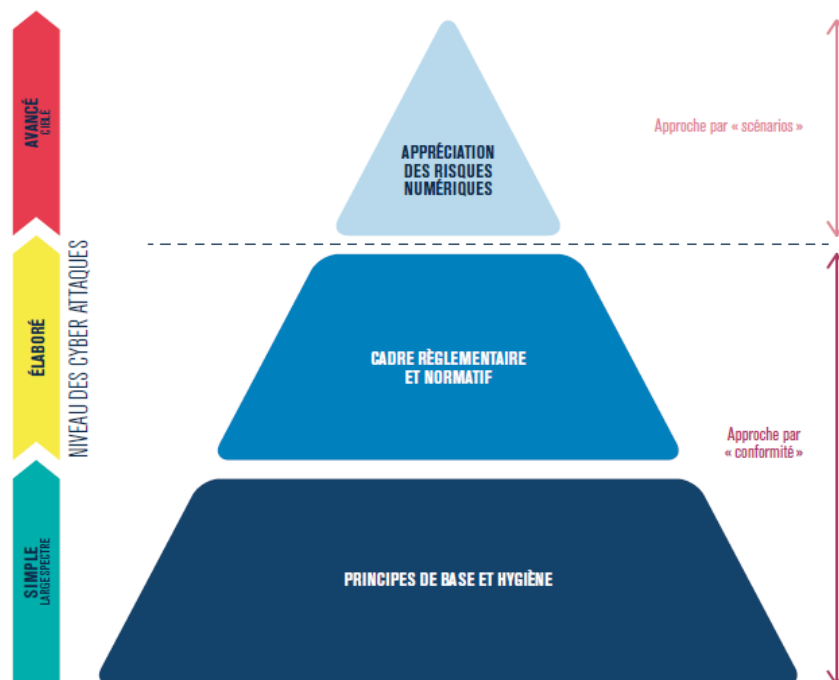 AVANCÉ
CIBLÉ
APPRÉCIATION
DES RISQUES
NUMÉRIQUES
Approche par « scénarios »
NIVEAU DES CYBER ATTAQUES
ÉLABORÉ
CADRE RÈGLEMENTAIRE
ET NORMATIF
Approche par
« conformité »
SIMPLE
LARGE SPECTRE
PRINCIPES DE BASE ET HYGIÈNE